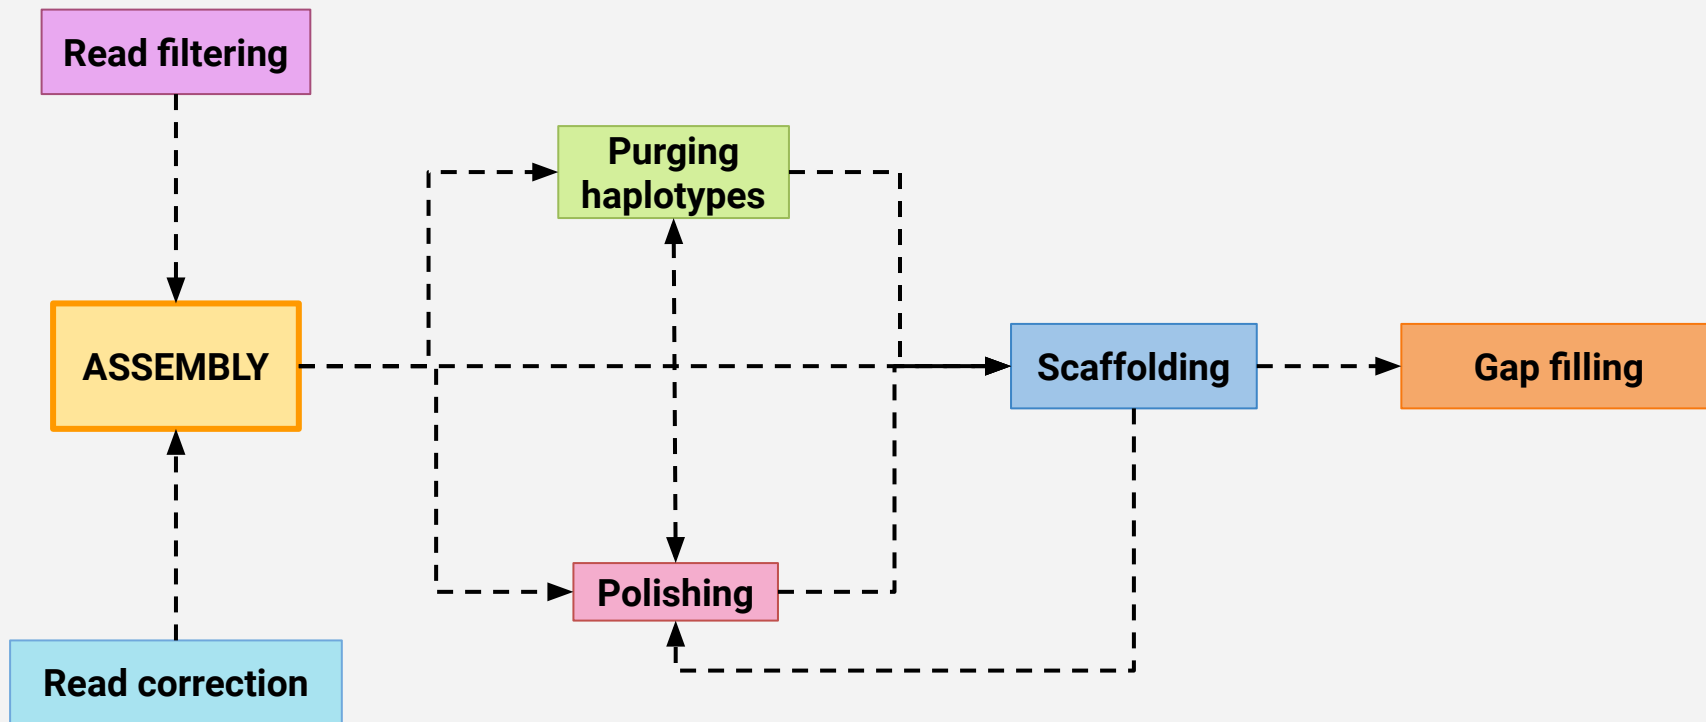 Read filtering
Purging
haplotypes
ASSEMBLY
Scaffolding
Gap filling
Polishing
Read correction